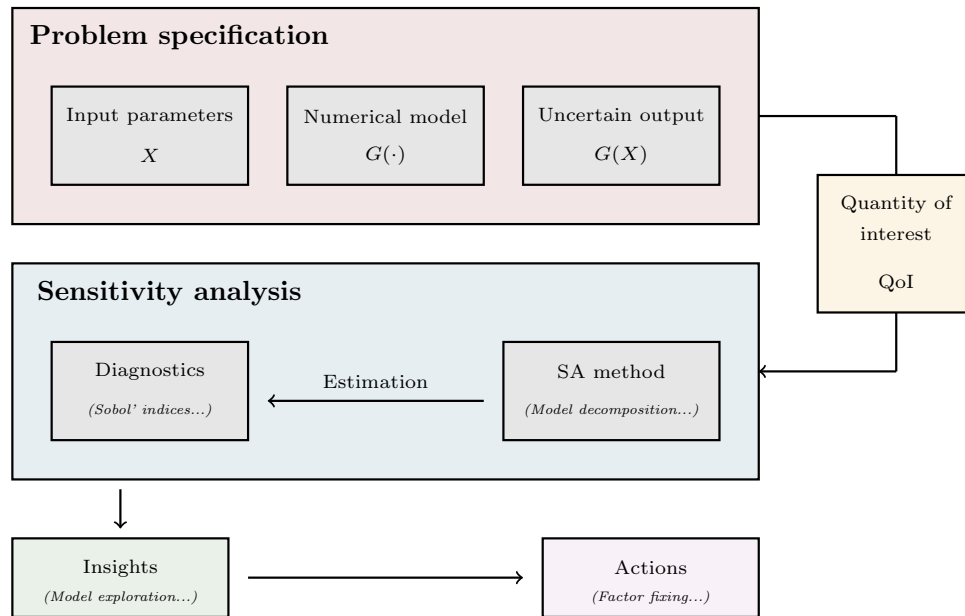 Problem specification
Input parameters
X
Numerical model
G(·)
Uncertain output
G(X)
Quantity of
interest
QoI
Sensitivity analysis
Diagnostics
(Sobol' indices...)
Estimation
SA method
(Model decomposition...)
Insights
(Model exploration...)
Actions
(Factor fixing...)